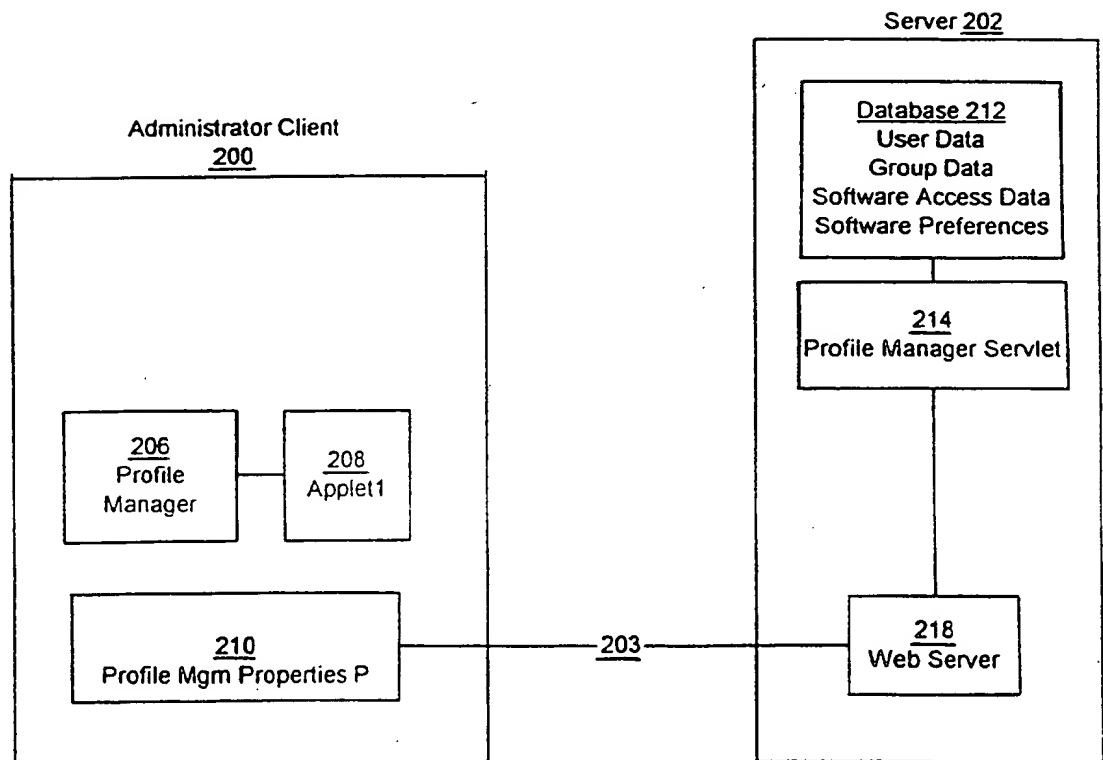 Server 202
Database 212
User Data
Group Data
Software Access Data
Software Preferences
Administrator Client
200
214
Profile Manager Servlet
206
Profile
Manager
208
Applet1
210
Profile Mgm Properties P
203
218
Web Server